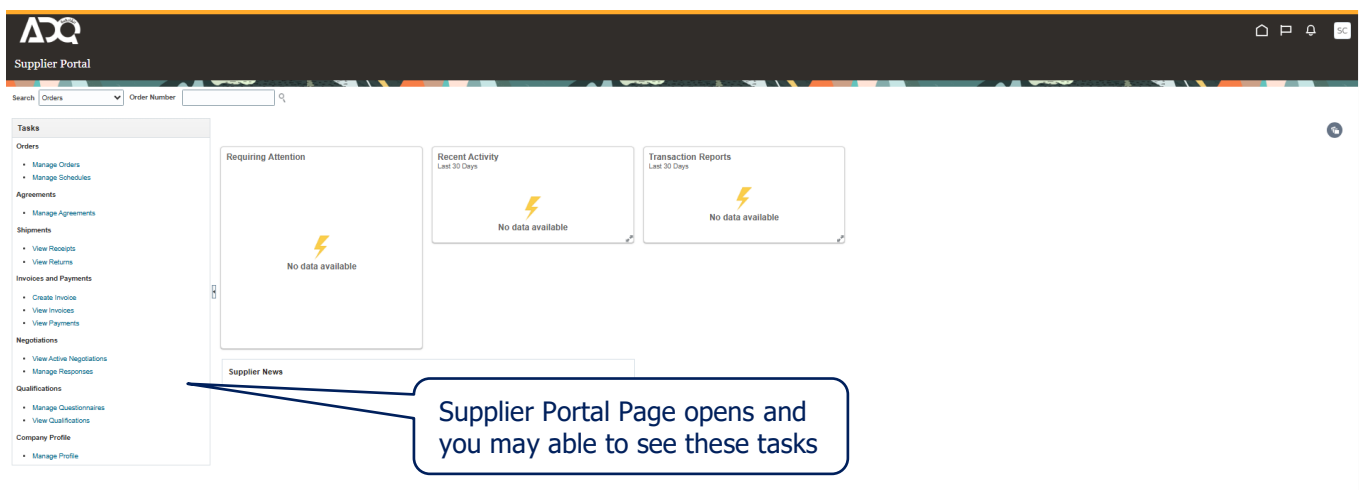 ADQ
SC
Supplier Portal
Search Orders Order Number
Tasks
Orders
• Manage Orders
• Manage Schedules
Agreements
• Manage Agreements
Shipments
• View Receipts
• View Returns
Invoices and Payments
• Create Invoice
• View Invoices
• View Payments
Negotiations
• View Active Negotiations
• Manage Responses
Qualifications
• Manage Questionnaires
• View Qualifications
Company Profile
• Manage Profile
Requiring Attention
No data available
Recent Activity
Last 30 Days
No data available
Transaction Reports
Last 30 Days
No data available
Supplier News
Supplier Portal Page opens and
you may able to see these tasks